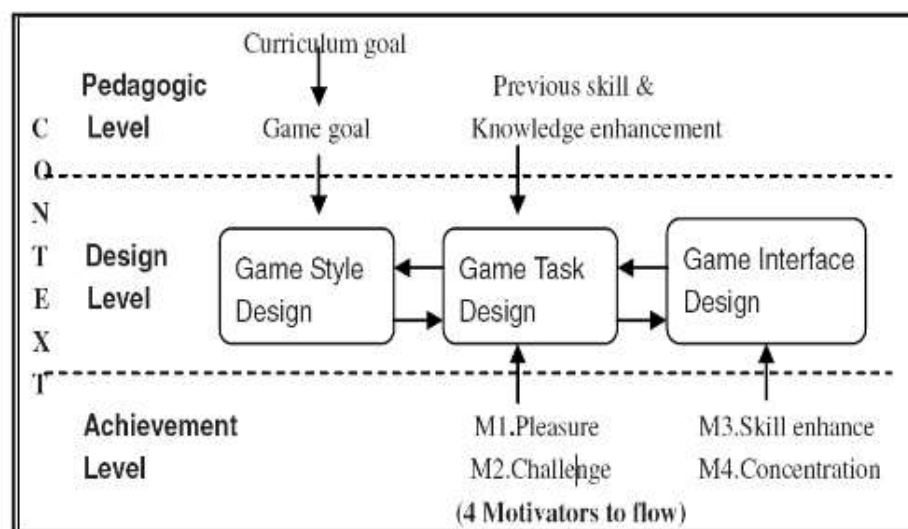 Curriculum goal
Pedagogic
Level
Previous skill &
Game goal
Knowledge enhancement
C
O
N
T
E
X
T
Design
Level
Game Style
Design
Game Task
Design
Game Interface
Design
Achievement
Level
M1.Pleasure
M2.Challenge
M3.Skill enhance
M4.Concentration
(4 Motivators to flow)